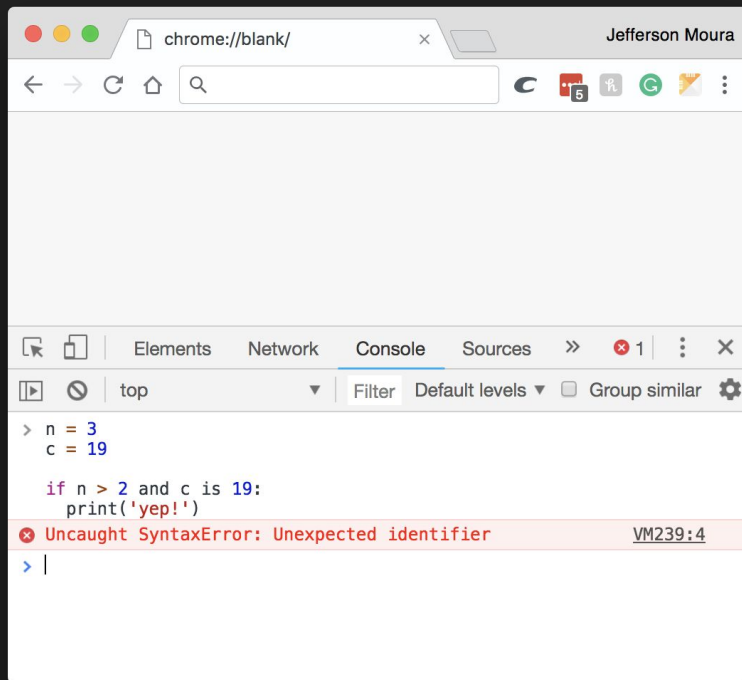 chrome://blank/ × Jefferson Moura
5
Elements Network Console Sources » 1
top Filter Default levels Group similar
> n = 3
c = 19
if n > 2 and c is 19:
print('yep!')
Uncaught SyntaxError: Unexpected identifier VM239:4
>